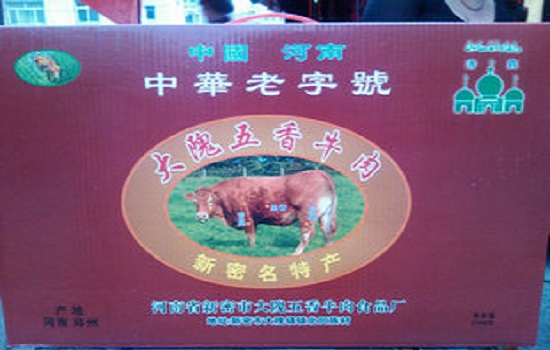 中國 河南
中華老字號
清真
大隗五香牛肉
新密名特产
产地
河南 郑州
河南省新密市大隗五香牛肉食品厂